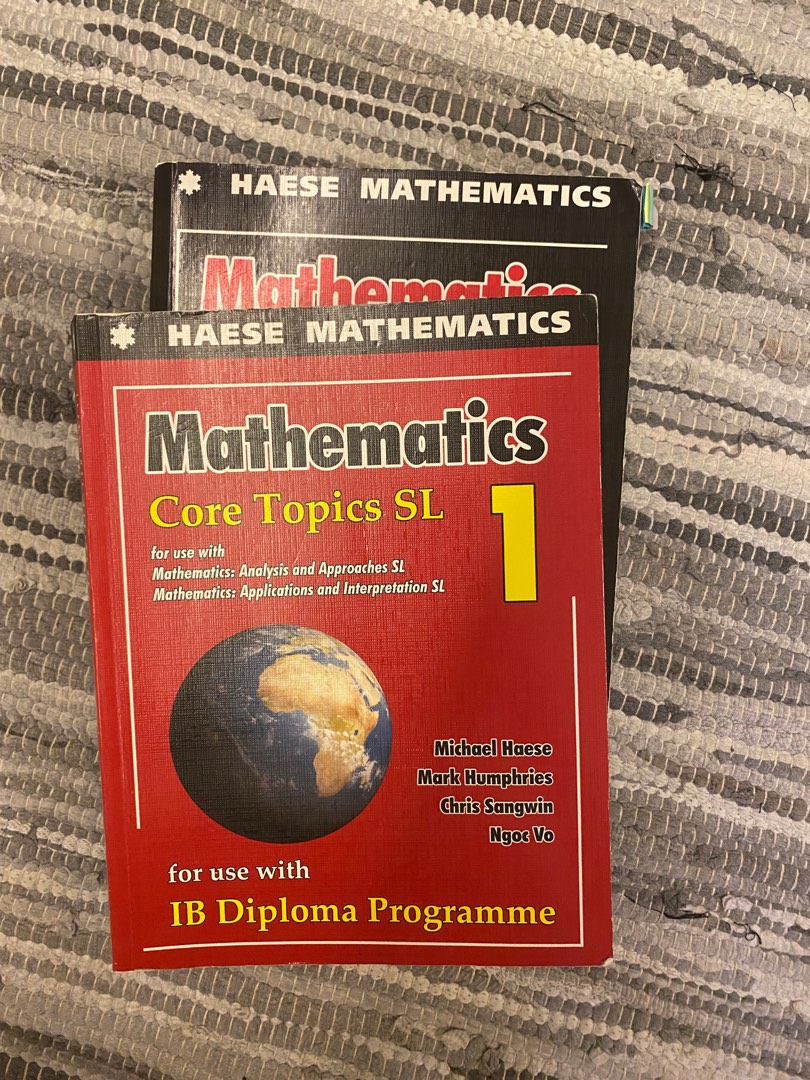 HAESE MATHEMATICS
Mathematics
HAESE MATHEMATICS
Mathematics
Core Topics SL
1
for use with
Mathematics: Analysis and Approaches SL
Mathematics: Applications and Interpretation SL
Michael Haese
Mark Humphries
Chris Sangwin
Ngoc Vo
for use with
IB Diploma Programme